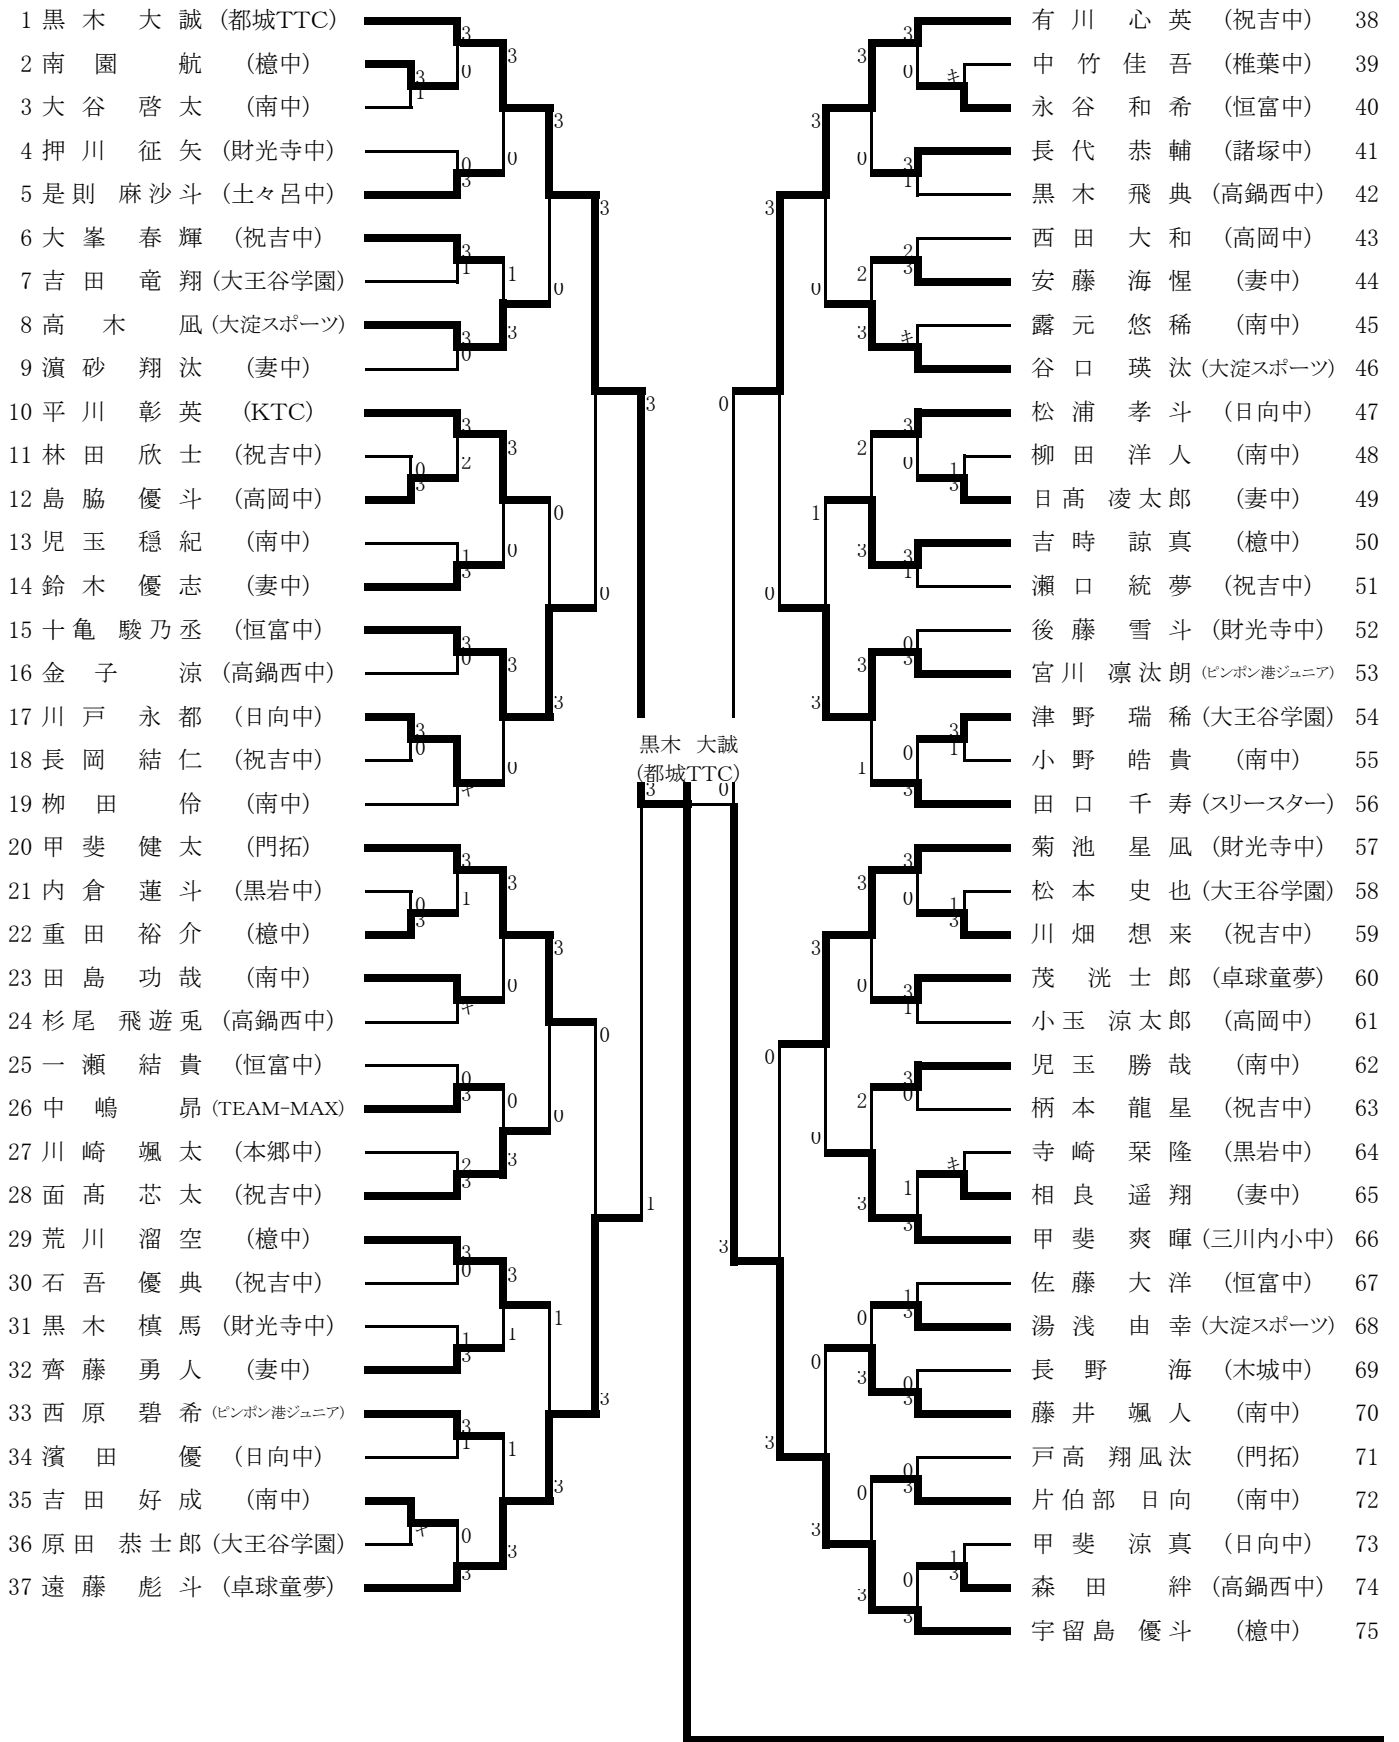 1 黒木 大誠 (都城TTC)
2 南園 航 (檍中)
3 大谷 啓太 (南中)
4 押川 征矢 (財光寺中)
5 是則 麻沙斗 (土々呂中)
6 大峯 春輝 (祝吉中)
7 吉田 竜翔 (大王谷学園)
8 高木 凪 (大淀スポーツ)
9 濵砂 翔汰 (妻中)
10 平川 彰英 (KTC)
11 林田 欣士 (祝吉中)
12 島脇 優斗 (高岡中)
13 児玉 穏紀 (南中)
14 鈴木 優志 (妻中)
15 十亀 駿乃丞 (恒富中)
16 金子 涼 (高鍋西中)
17 川戸 永都 (日向中)
18 長岡 結仁 (祝吉中)
19 栁田 伶 (南中)
20 甲斐 健太 (門拓)
21 内倉 蓮斗 (黒岩中)
22 重田 裕介 (檍中)
23 田島 功哉 (南中)
24 杉尾 飛遊兎 (高鍋西中)
25 一瀬 結貴 (恒富中)
26 中嶋 昴 (TEAM-MAX)
27 川崎 颯太 (本郷中)
28 面髙 芯太 (祝吉中)
29 荒川 溜空 (檍中)
30 石吾 優典 (祝吉中)
31 黒木 槙馬 (財光寺中)
32 齊藤 勇人 (妻中)
33 西原 碧希 (ピンポン港ジュニア)
34 濱田 優 (日向中)
35 吉田 好成 (南中)
36 原田 恭士郎 (大王谷学園)
37 遠藤 彪斗 (卓球童夢)
黒木 大誠
(都城TTC)
有川 心英 (祝吉中) 38
中竹 佳吾 (椎葉中) 39
永谷 和希 (恒富中) 40
長代 恭輔 (諸塚中) 41
黒木 飛典 (高鍋西中) 42
西田 大和 (高岡中) 43
安藤 海惺 (妻中) 44
露元 悠稀 (南中) 45
谷口 瑛汰 (大淀スポーツ) 46
松浦 孝斗 (日向中) 47
柳田 洋人 (南中) 48
日髙 凌太郎 (妻中) 49
吉時 諒真 (檍中) 50
瀬口 統夢 (祝吉中) 51
後藤 雪斗 (財光寺中) 52
宮川 凛汰朗 (ピンポン港ジュニア) 53
津野 瑞稀 (大王谷学園) 54
小野 皓貴 (南中) 55
田口 千寿 (スリースター) 56
菊池 星凪 (財光寺中) 57
松本 史也 (大王谷学園) 58
川畑 想来 (祝吉中) 59
茂 洸士郎 (卓球童夢) 60
小玉 涼太郎 (高岡中) 61
児玉 勝哉 (南中) 62
柄本 龍星 (祝吉中) 63
寺崎 栞隆 (黒岩中) 64
相良 遥翔 (妻中) 65
甲斐 爽暉 (三川内小中) 66
佐藤 大洋 (恒富中) 67
湯浅 由幸 (大淀スポーツ) 68
長野 海 (木城中) 69
藤井 颯人 (南中) 70
戸高 翔凪汰 (門拓) 71
片伯部 日向 (南中) 72
甲斐 涼真 (日向中) 73
森田 絆 (高鍋西中) 74
宇留島 優斗 (檍中) 75